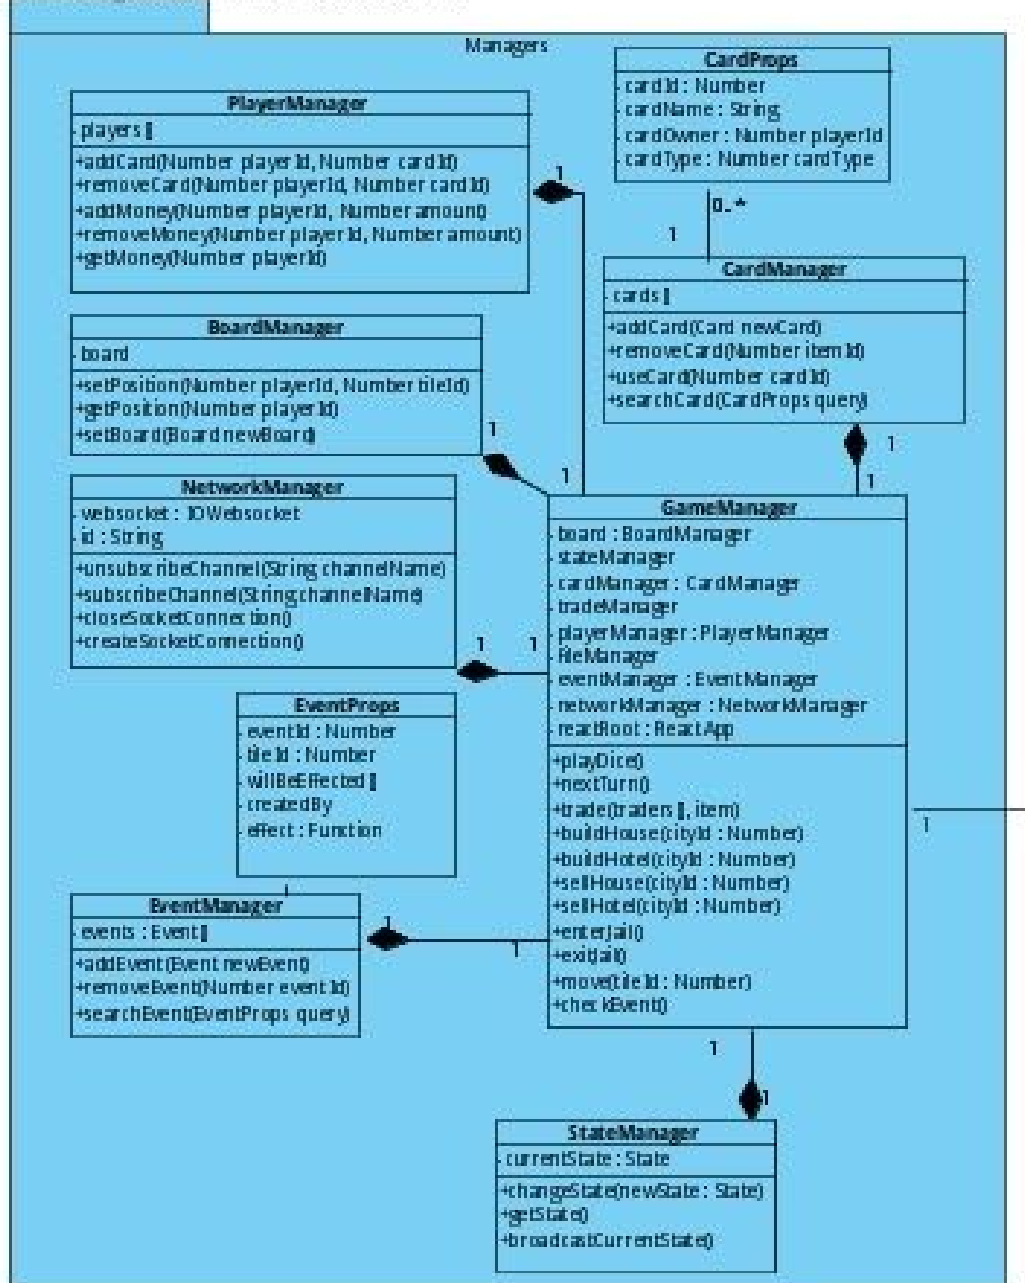 Managers
CardProps
- cardId : Number
- cardName : String
- cardOwner : Number playerId
- cardType : Number cardType
PlayerManager
- players []
+addCard(Number playerId, Number cardId)
+removeCard(Number playerId, Number cardId)
+addMoney(Number playerId, Number amount)
+removeMoney(Number playerId, Number amount)
+getMoney(Number playerId)
1
0..*
1
CardManager
- cards []
+addCard(Card newCard)
+removeCard(Number itemId)
+useCard(Number cardId)
+searchCard(CardProps query)
BoardManager
- board
+setPosition(Number playerId, Number tileId)
+getPosition(Number playerId)
+setBoard(Board newBoard)
1
1
1
1
NetworkManager
- websocket : IOWebsocket
- id : String
+unsubscribeChannel(String channelName)
+subscribeChannel(String channelName)
+closeSocketConnection()
+createSocketConnection()
1
1
GameManager
- board : BoardManager
- stateManager
- cardManager : CardManager
- tradeManager
- playerManager : PlayerManager
- fileManager
- eventManager : EventManager
- networkManager : NetworkManager
- reactRoot : ReactApp
+playDice()
+nextTurn()
+trade(traders [], item)
+buildHouse(cityId : Number)
+buildHotel(cityId : Number)
+sellHouse(cityId : Number)
+sellHotel(cityId : Number)
+enterJail()
+exitJail()
+move(tileId : Number)
+checkEvent()
1
EventProps
- eventId : Number
- tileId : Number
- willBeEffected []
- createdBy
- effect : Function
EventManager
- events : Event []
+addEvent(Event newEvent)
+removeEvent(Number eventId)
+searchEvent(EventProps query)
1
1
1
1
StateManager
- currentState : State
+changeState(newState : State)
+getState()
+broadcastCurrentState()